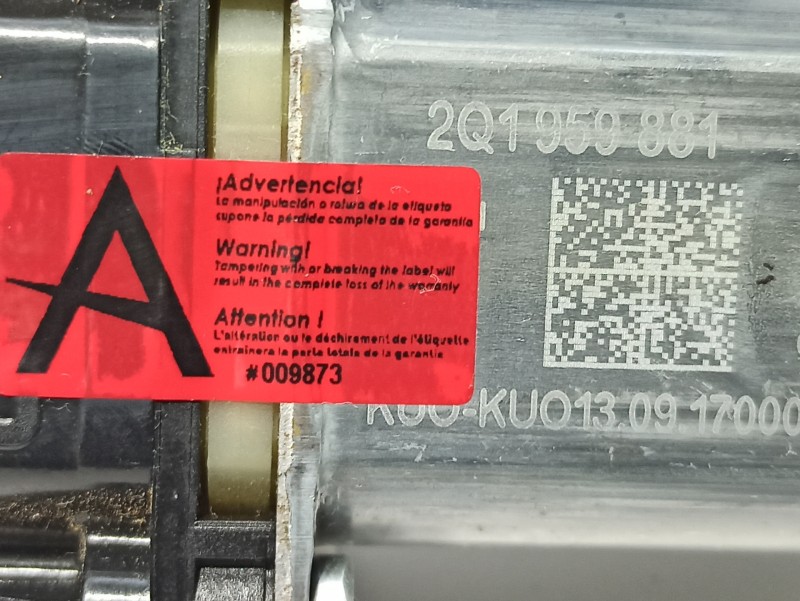 2Q1 959 881
A
¡Advertencia!
La manipulación o rotura de la etiqueta
supone la pérdida completa de la garantía
Warning!
Tampering with or breaking the label will
result in the complete loss of the warranty
Attention !
L'altération ou le déchirement de l'étiquette
entraînera la perte totale de la garantie
#009873
KUO-KUO13.09.17000